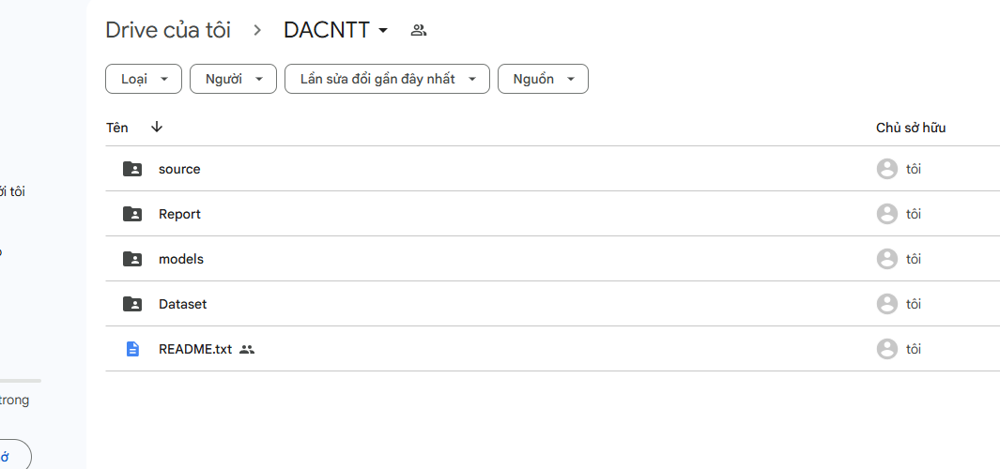 Drive của tôi > DACNTT
Loại Người Lần sửa đổi gần đây nhất Nguồn
Tên Chủ sở hữu
source tôi
ới tôi
Report tôi
models tôi
Dataset tôi
README.txt tôi
trong
ớ